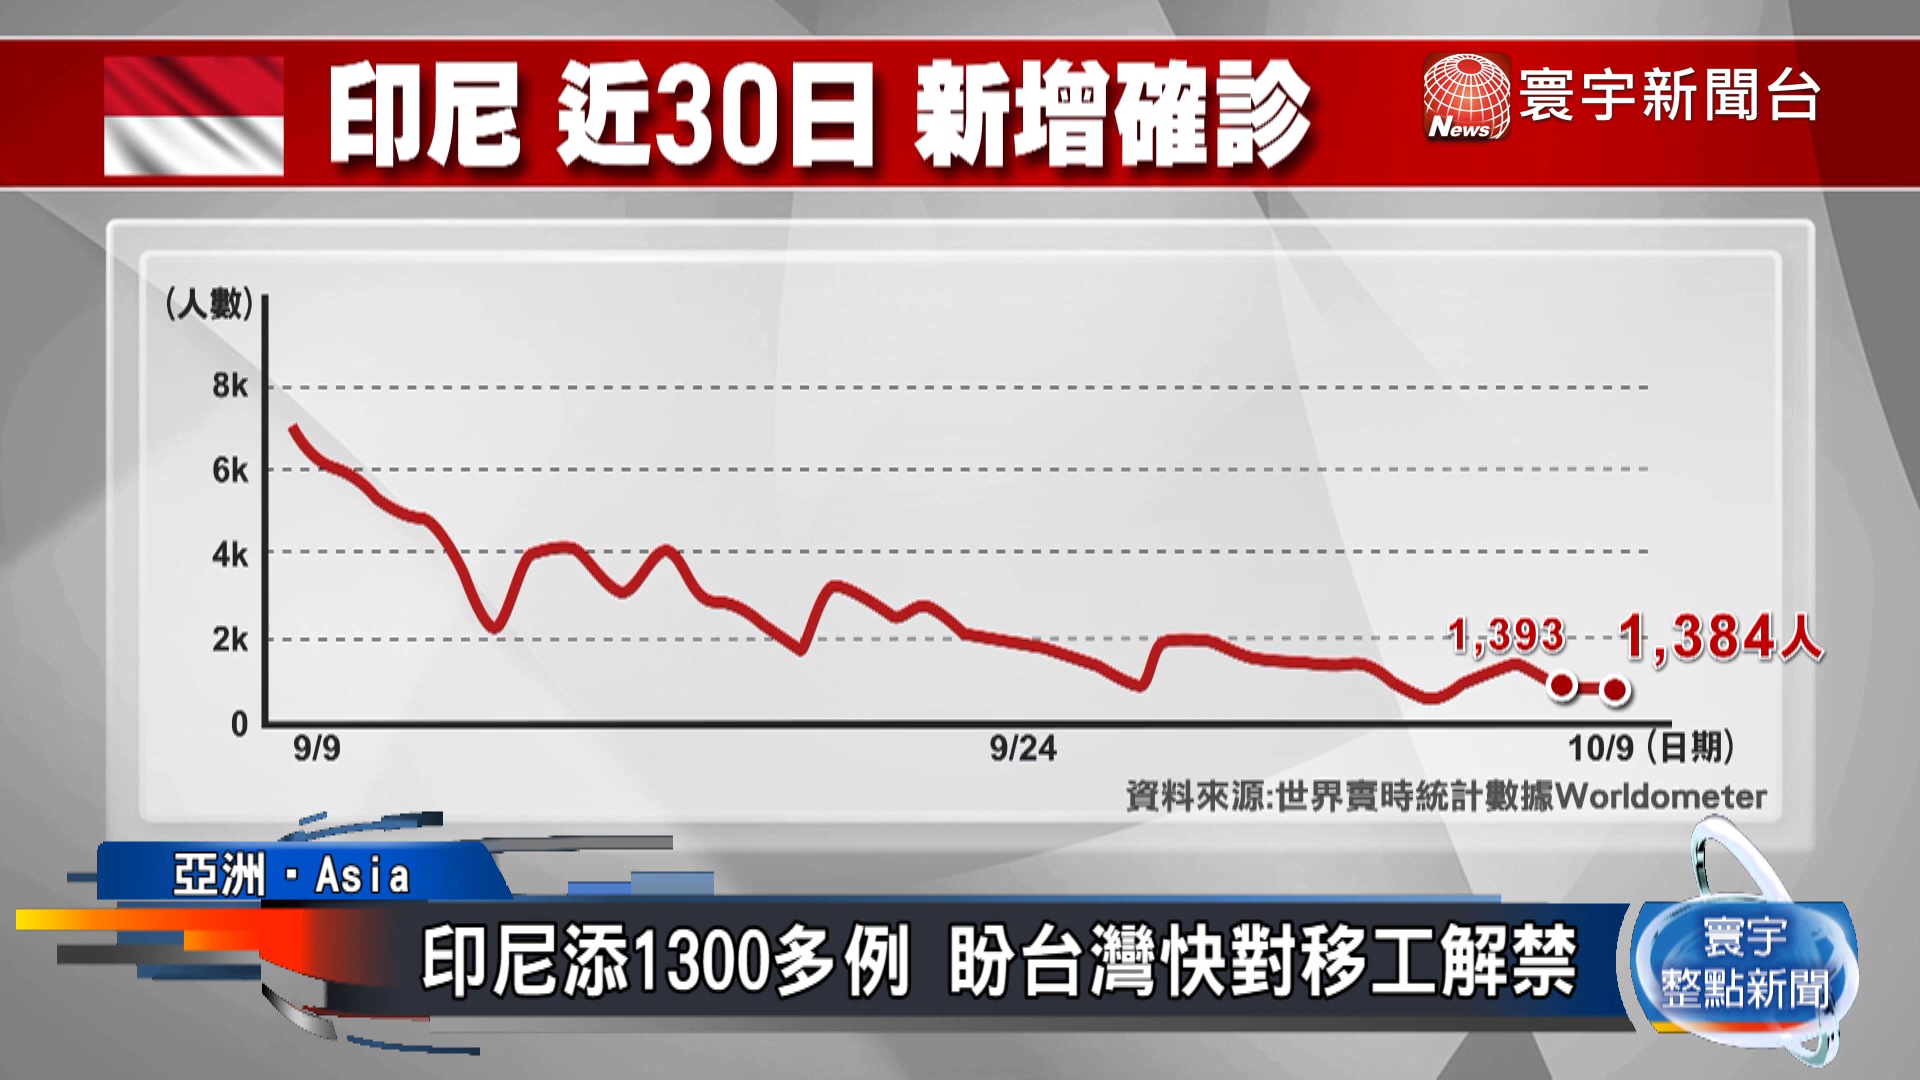 印尼 近30日 新增確診
News 寰宇新聞台
(人數)
8k
6k
4k
2k
0
1,393
1,384人
9/9
9/24
10/9 (日期)
資料來源:世界實時統計數據Worldometer
亞洲·Asia
印尼添1300多例 盼台灣快對移工解禁
寰宇
整點新聞